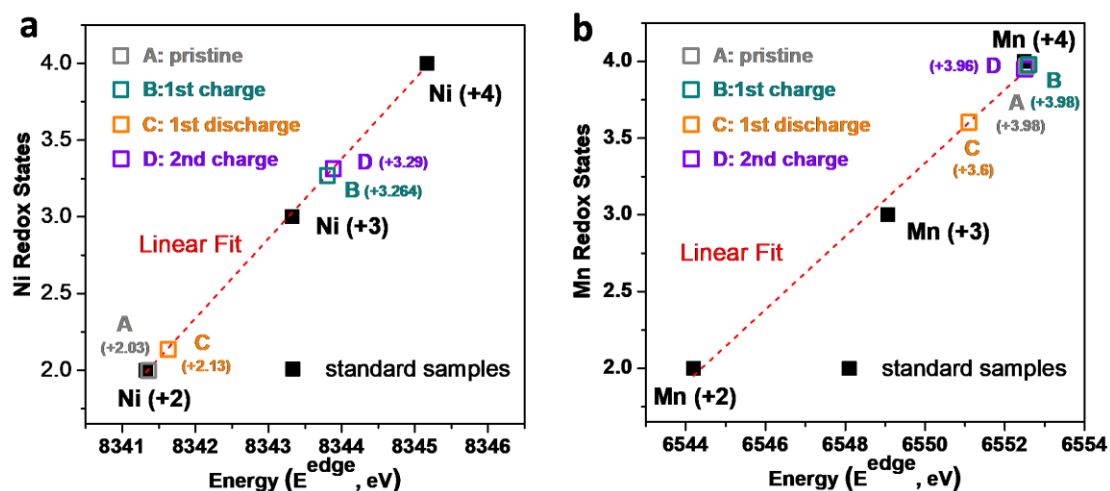 a
Ni Redox States
4.0
3.5
3.0
2.5
2.0
A: pristine
B:1st charge
C: 1st discharge
D: 2nd charge
Ni (+4)
D (+3.29)
B (+3.264)
Ni (+3)
Linear Fit
A
(+2.03)
C
(+2.13)
Ni (+2)
standard samples
8341 8342 8343 8344 8345 8346
Energy (E^edge, eV)
b
Mn Redox States
4.0
3.5
3.0
2.5
2.0
A: pristine
B:1st charge
C: 1st discharge
D: 2nd charge
Mn (+4)
(+3.96) D
B
(+3.98)
A
(+3.98)
C
(+3.6)
Mn (+3)
Linear Fit
standard samples
Mn (+2)
6544 6546 6548 6550 6552 6554
Energy (E^edge, eV)